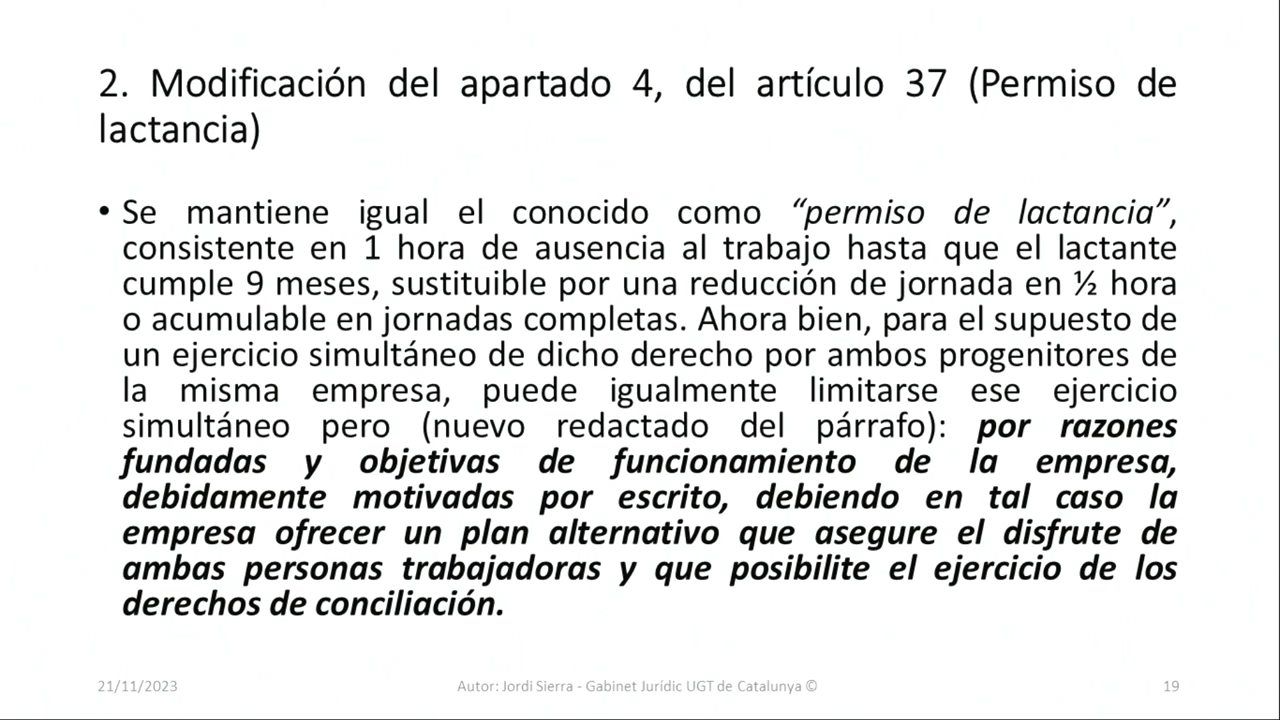 2. Modificación del apartado 4, del artículo 37 (Permiso de
lactancia)
• Se mantiene igual el conocido como “permiso de lactancia”,
consistente en 1 hora de ausencia al trabajo hasta que el lactante
cumple 9 meses, sustituible por una reducción de jornada en ½ hora
o acumulable en jornadas completas. Ahora bien, para el supuesto de
un ejercicio simultáneo de dicho derecho por ambos progenitores de
la misma empresa, puede igualmente limitarse ese ejercicio
simultáneo pero (nuevo redactado del párrafo): por razones
fundadas y objetivas de funcionamiento de la empresa,
debidamente motivadas por escrito, debiendo en tal caso la
empresa ofrecer un plan alternativo que asegure el disfrute de
ambas personas trabajadoras y que posibilite el ejercicio de los
derechos de conciliación.
21/11/2023 Autor: Jordi Sierra - Gabinet Jurídic UGT de Catalunya © 19